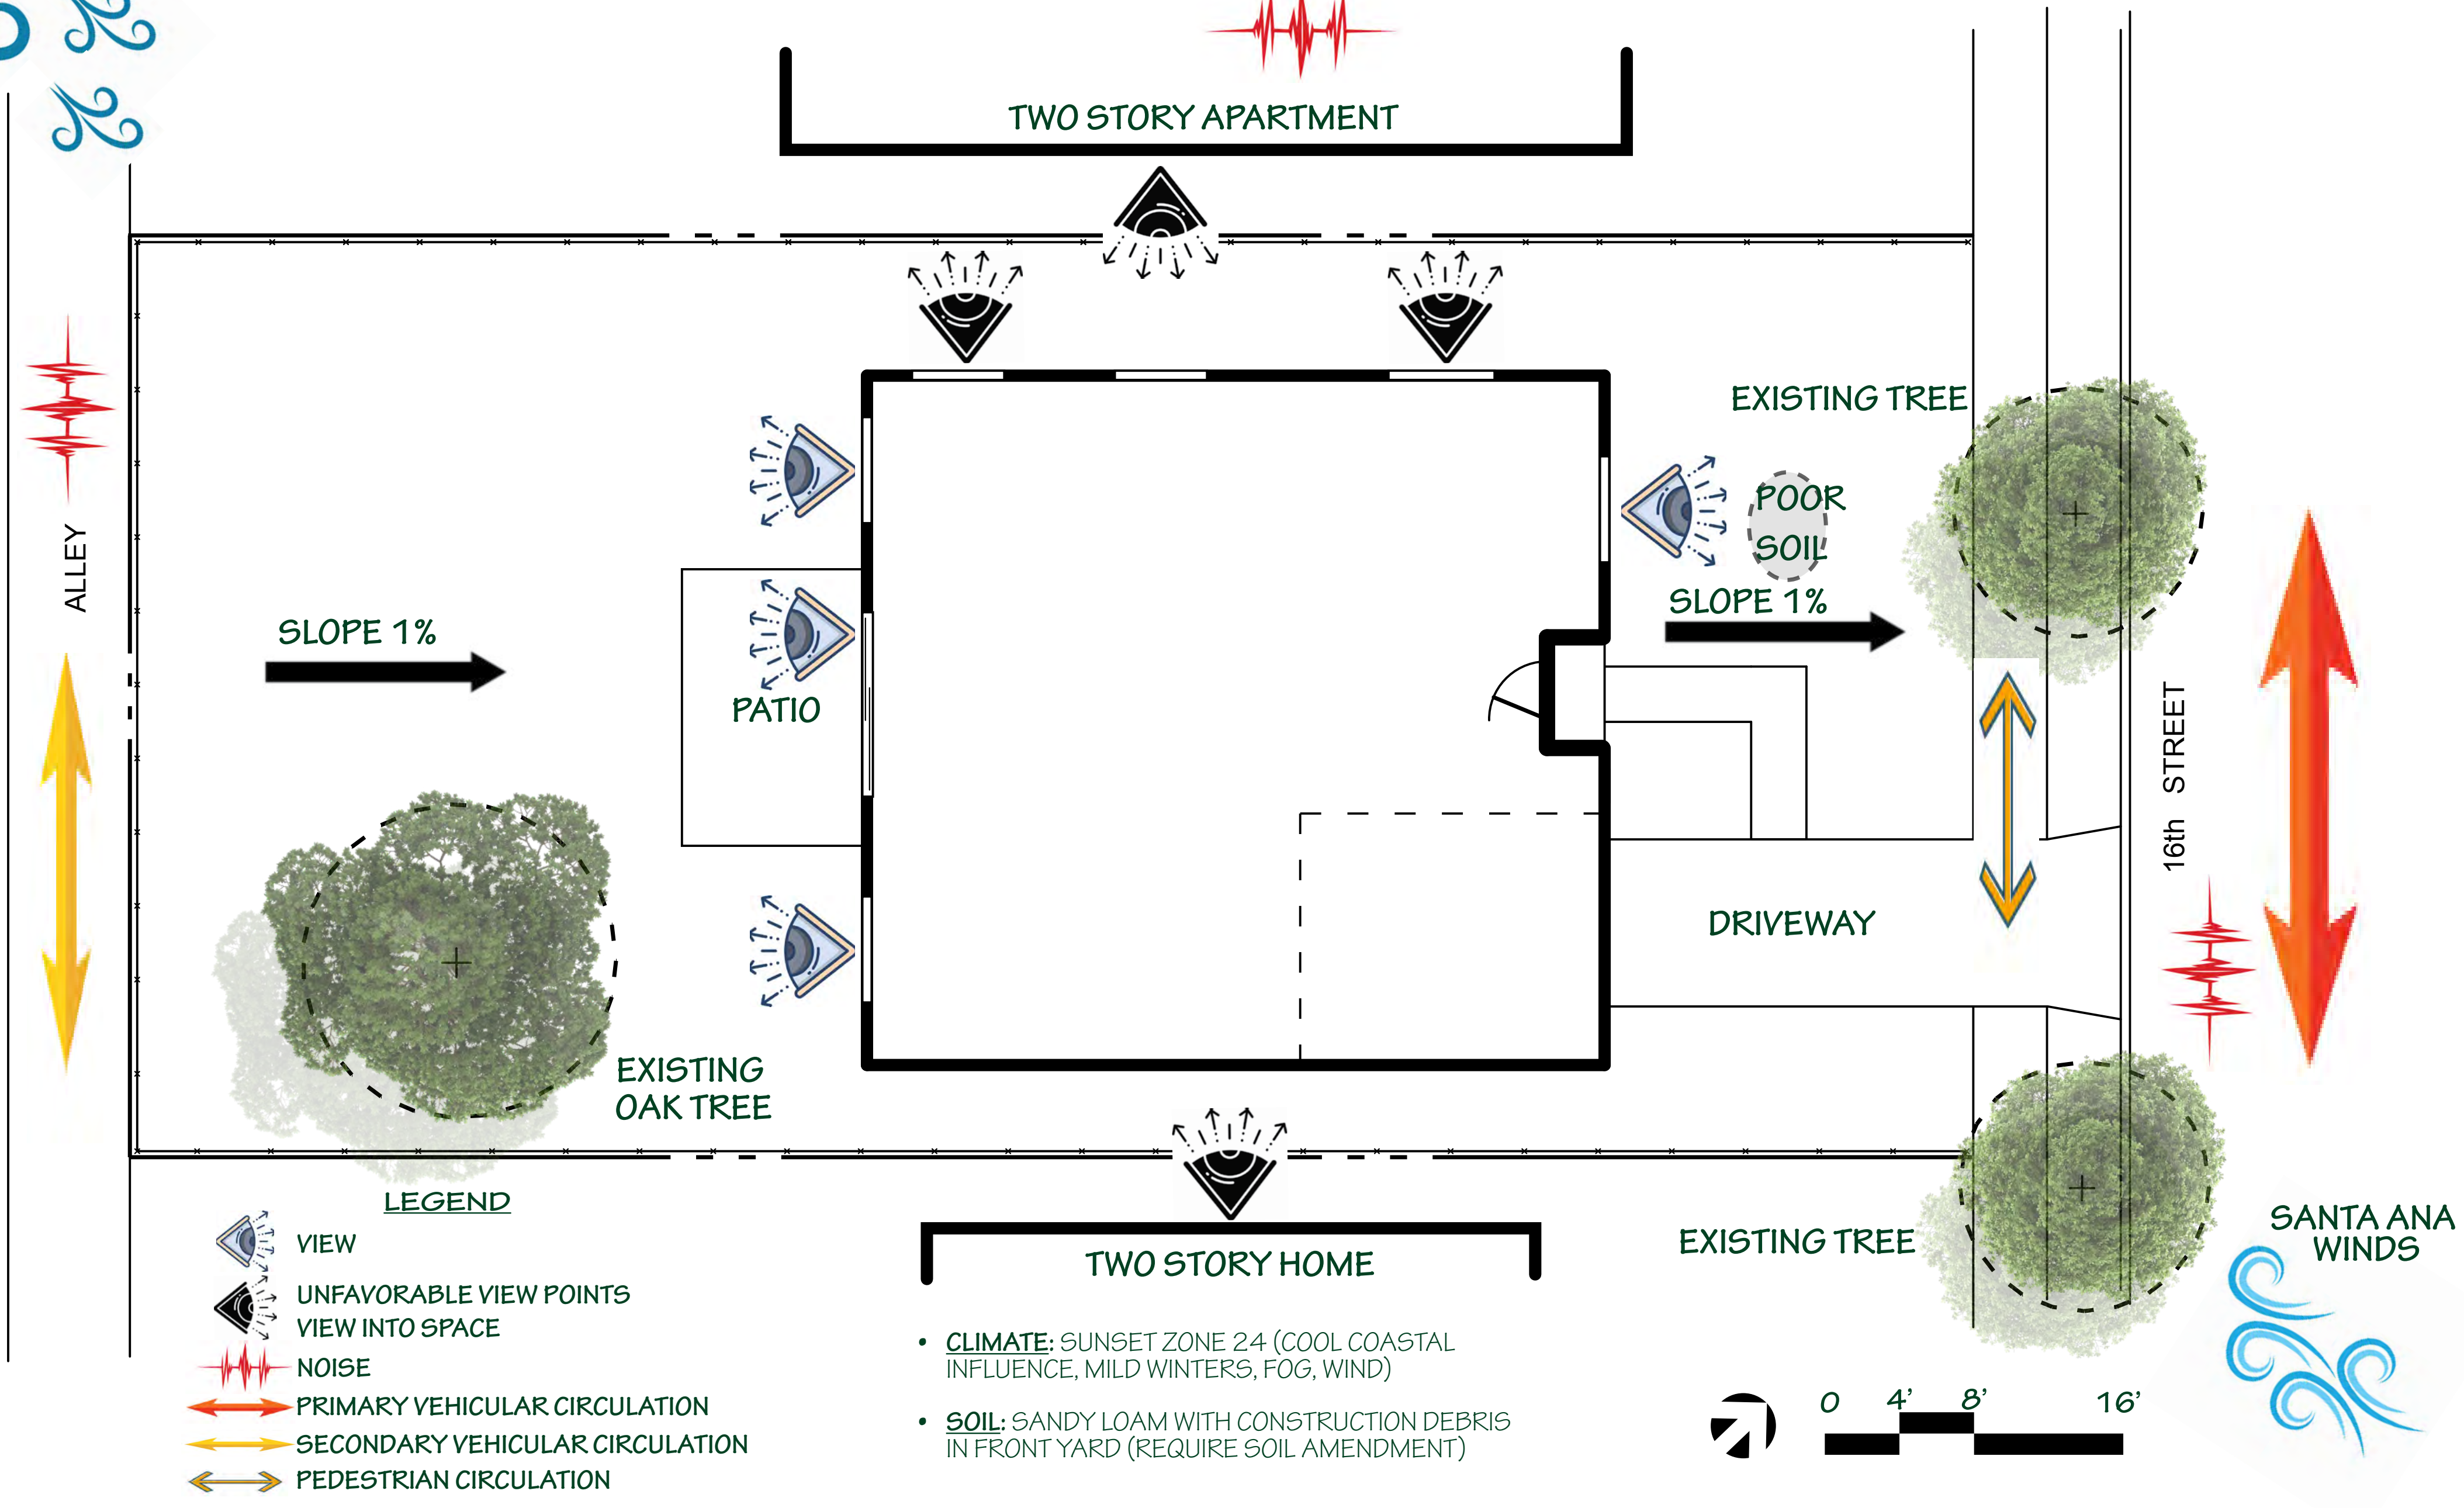 TWO STORY APARTMENT
EXISTING TREE
POOR
SOIL
SLOPE 1%
ALLEY
SLOPE 1%
PATIO
16th STREET
DRIVEWAY
EXISTING
OAK TREE
LEGEND
VIEW
UNFAVORABLE VIEW POINTS
VIEW INTO SPACE
NOISE
PRIMARY VEHICULAR CIRCULATION
SECONDARY VEHICULAR CIRCULATION
PEDESTRIAN CIRCULATION
TWO STORY HOME
• CLIMATE: SUNSET ZONE 24 (COOL COASTAL
INFLUENCE, MILD WINTERS, FOG, WIND)
• SOIL: SANDY LOAM WITH CONSTRUCTION DEBRIS
IN FRONT YARD (REQUIRE SOIL AMENDMENT)
EXISTING TREE
SANTA ANA
WINDS
0 4' 8' 16'